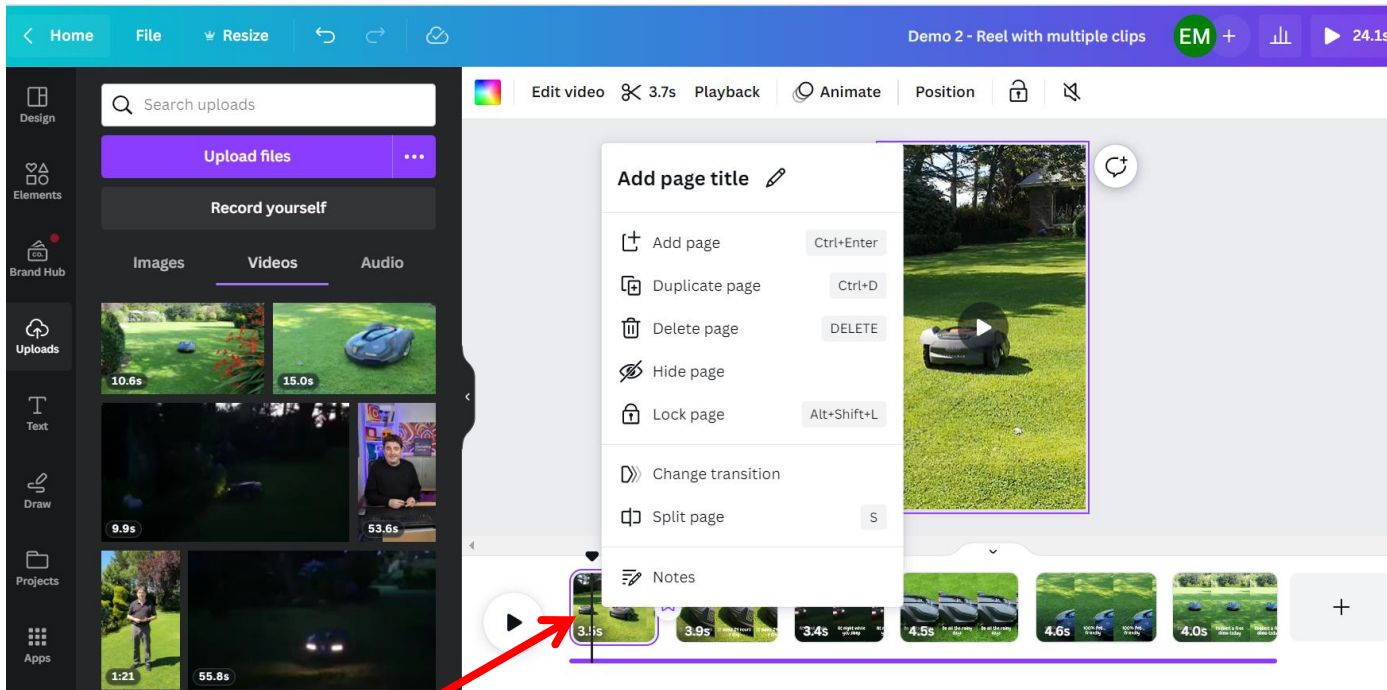 Home File Resize Demo 2 - Reel with multiple clips EM + 24.1s
Design
Elements
CO.
Brand Hub
Uploads
Text
Draw
Projects
Apps
Search uploads
Upload files
Record yourself
Images Videos Audio
10.6s 15.0s
9.9s 53.6s
1:21 55.8s
Edit video 3.7s Playback Animate Position
Add page title
Add page Ctrl+Enter
Duplicate page Ctrl+D
Delete page DELETE
Hide page
Lock page Alt+Shift+L
Change transition
Split page S
Notes
3.5s 3.9s 3.4s 4.5s 4.6s 4.0s